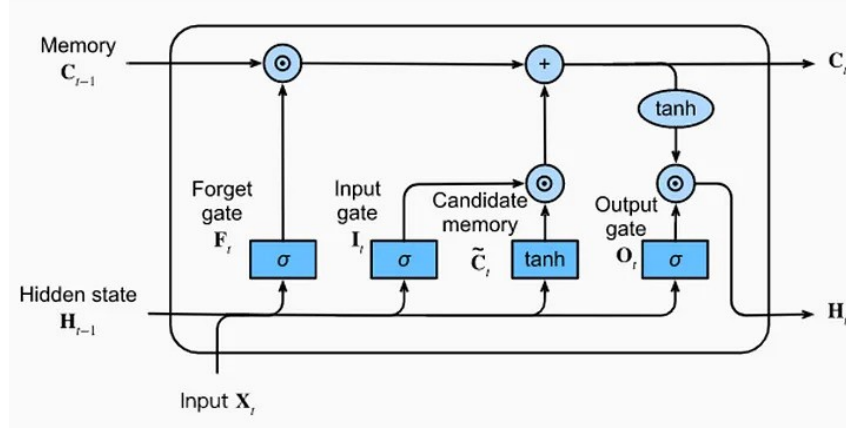 Memory
C_{t-1}
+
C_t
tanh
Forget
gate
F_t
Input
gate
I_t
Candidate
memory
C̃_t
Output
gate
O_t
σ
σ
tanh
σ
Hidden state
H_{t-1}
H_t
Input X_t